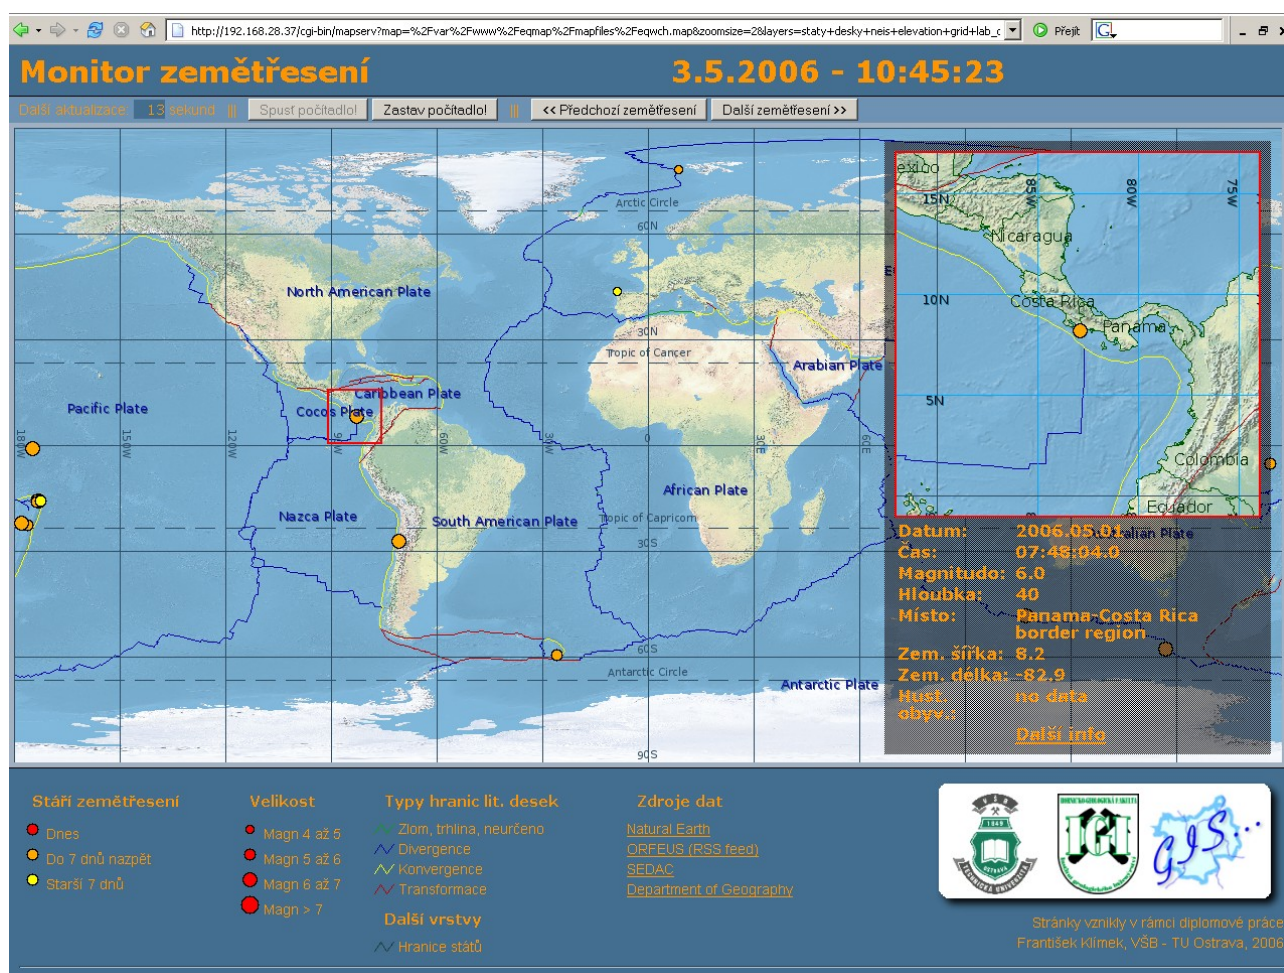 http://192.168.28.37/cgi-bin/mapserv?map=%2Fvar%2Fwww%2Feqmap%2Fmapfiles%2Feqwch.map&zoomsize=2&layers=staty+desky+neis+elevation+grid+lab_c
Přejít
Monitor zemětřesení
3.5.2006 - 10:45:23
Další aktualizace: 13 sekund ||| Spusť počítadlo! Zastav počítadlo! ||| << Předchozí zemětřesení Další zemětřesení >>
Arctic Circle
60N
North American Plate
30N
Tropic of Cancer
Arabian Plate
Caribbean Plate
Pacific Plate
Cocos Plate
180W
150W
120W
90W
60W
30W
0
30E
60E
African Plate
Nazca Plate
South American Plate
Tropic of Capricorn
30S
60S
Antarctic Circle
Antarctic Plate
90S
15N
85W
80W
75W
Nicaragua
10N
Costa Rica
Panama
5N
Colombia
Ecuador
Datum: 2006.05.01
Čas: 07:48:04.0
Magnitudo: 6.0
Hloubka: 40
Místo: Panama-Costa Rica
border region
Zem. šířka: 8.2
Zem. délka: -82.9
Hust. no data
obyv.:
Další info
Stáří zemětřesení
Dnes
Do 7 dnů nazpět
Starší 7 dnů
Velikost
Magn 4 až 5
Magn 5 až 6
Magn 6 až 7
Magn > 7
Typy hranic lit. desek
Zlom, trhlina, neurčeno
Divergence
Konvergence
Transformace
Další vrstvy
Hranice států
Zdroje dat
Natural Earth
ORFEUS (RSS feed)
SEDAC
Department of Geography
1849
GIS...
Stránky vznikly v rámci diplomové práce
František Klímek, VŠB - TU Ostrava, 2006